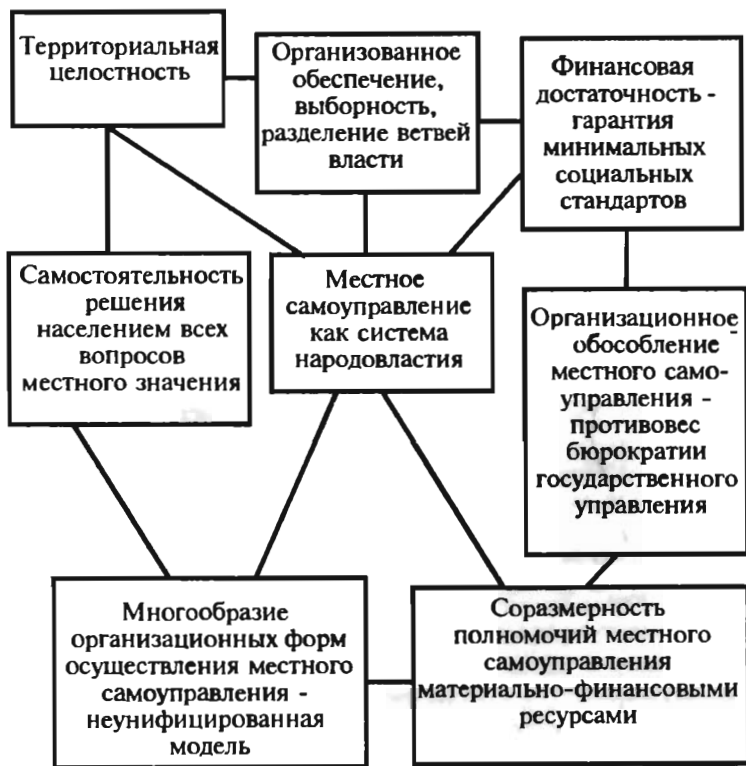 Территориальная
целостность
Организованное
обеспечение,
выборность,
разделение ветвей
власти
Финансовая
достаточность -
гарантия
минимальных
социальных
стандартов
Самостоятельность
решения
населением всех
вопросов
местного значения
Местное
самоуправление
как система
народовластия
Организационное
обособление
местного само-
управления -
противовес
бюрократии
государственного
управления
Многообразие
организационных форм
осуществления местного
самоуправления -
неунифицированная
модель
Соразмерность
полномочий местного
самоуправления
материально-финансовыми
ресурсами